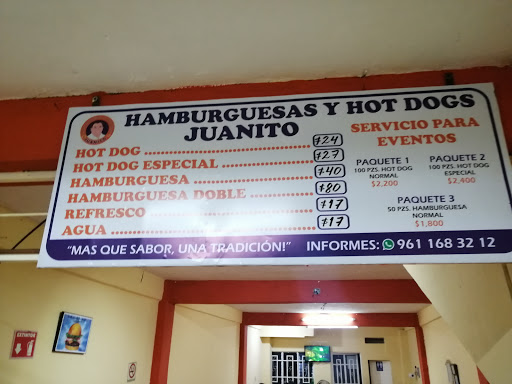 HAMBURGUESAS Y HOT DOGS
JUANITO
HOT DOG $24
HOT DOG ESPECIAL $27
HAMBURGUESA $40
HAMBURGUESA DOBLE $80
REFRESCO $17
AGUA $17
SERVICIO PARA
EVENTOS
PAQUETE 1
100 PZS. HOT DOG
NORMAL
$2,200
PAQUETE 2
100 PZS. HOT DOG
ESPECIAL
$2,400
PAQUETE 3
50 PZS. HAMBURGUESA
NORMAL
$1,800
"MAS QUE SABOR, UNA TRADICIÓN!" INFORMES: 961 168 32 12
EXTINTOR